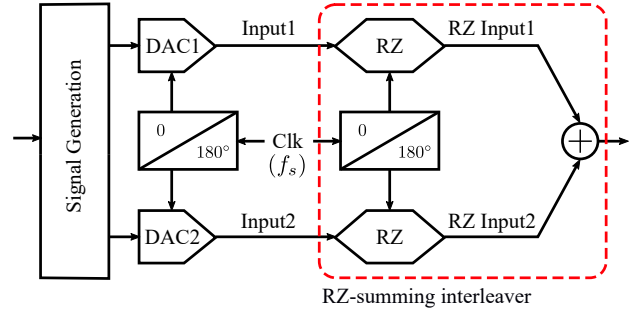 Signal Generation
DAC1
Input1
RZ
RZ Input1
0
180°
Clk
(f_s)
0
180°
DAC2
Input2
RZ
RZ Input2
RZ-summing interleaver